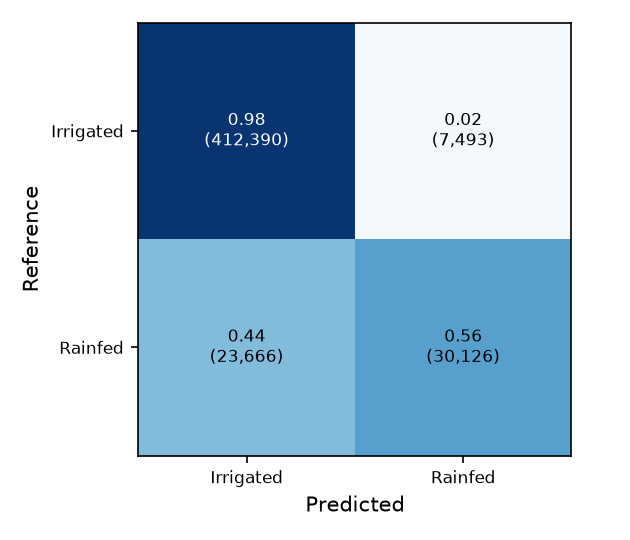 0.98
(412,390)
0.02
(7,493)
Irrigated
Reference
0.44
(23,666)
0.56
(30,126)
Rainfed
Irrigated
Rainfed
Predicted